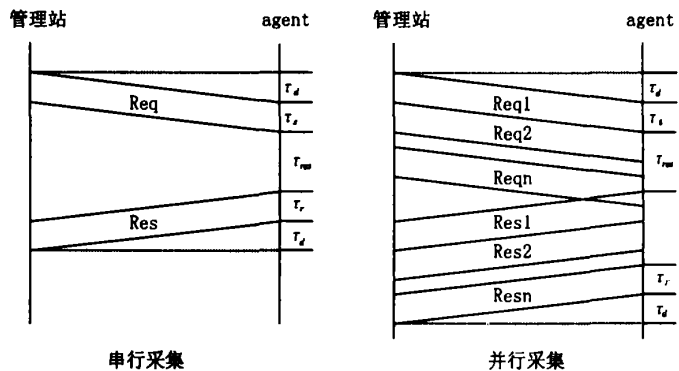 管理站 agent
Req
τd
τs
τres
τr
Res
τd
串行采集
管理站 agent
Req1
Req2
Reqn
τd
τs
τres
Res1
Res2
Resn
τr
τd
并行采集